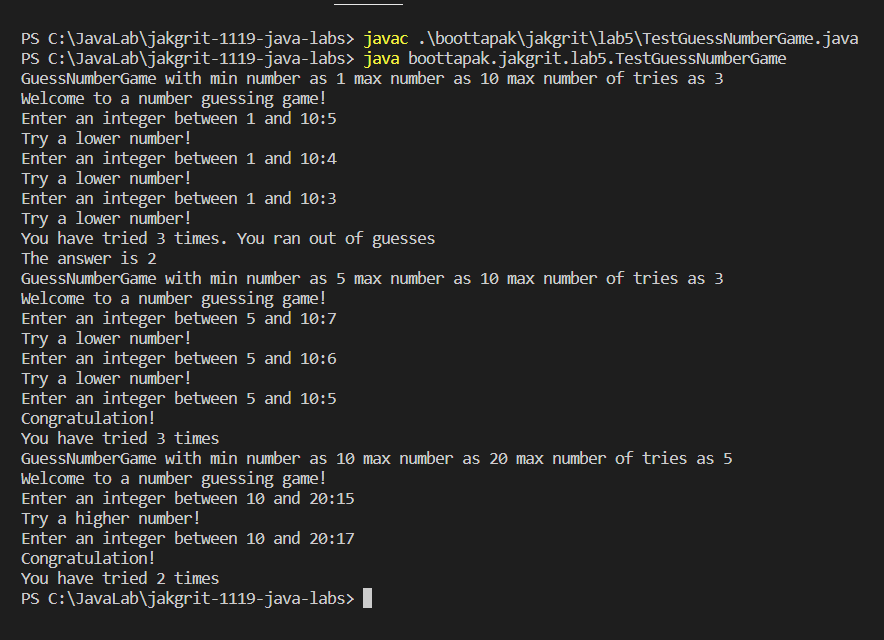 PS C:\JavaLab\jakgrit-1119-java-labs> javac .\boottapak\jakgrit\lab5\TestGuessNumberGame.java
PS C:\JavaLab\jakgrit-1119-java-labs> java boottapak.jakgrit.lab5.TestGuessNumberGame
GuessNumberGame with min number as 1 max number as 10 max number of tries as 3
Welcome to a number guessing game!
Enter an integer between 1 and 10:5
Try a lower number!
Enter an integer between 1 and 10:4
Try a lower number!
Enter an integer between 1 and 10:3
Try a lower number!
You have tried 3 times. You ran out of guesses
The answer is 2
GuessNumberGame with min number as 5 max number as 10 max number of tries as 3
Welcome to a number guessing game!
Enter an integer between 5 and 10:7
Try a lower number!
Enter an integer between 5 and 10:6
Try a lower number!
Enter an integer between 5 and 10:5
Congratulation!
You have tried 3 times
GuessNumberGame with min number as 10 max number as 20 max number of tries as 5
Welcome to a number guessing game!
Enter an integer between 10 and 20:15
Try a higher number!
Enter an integer between 10 and 20:17
Congratulation!
You have tried 2 times
PS C:\JavaLab\jakgrit-1119-java-labs>